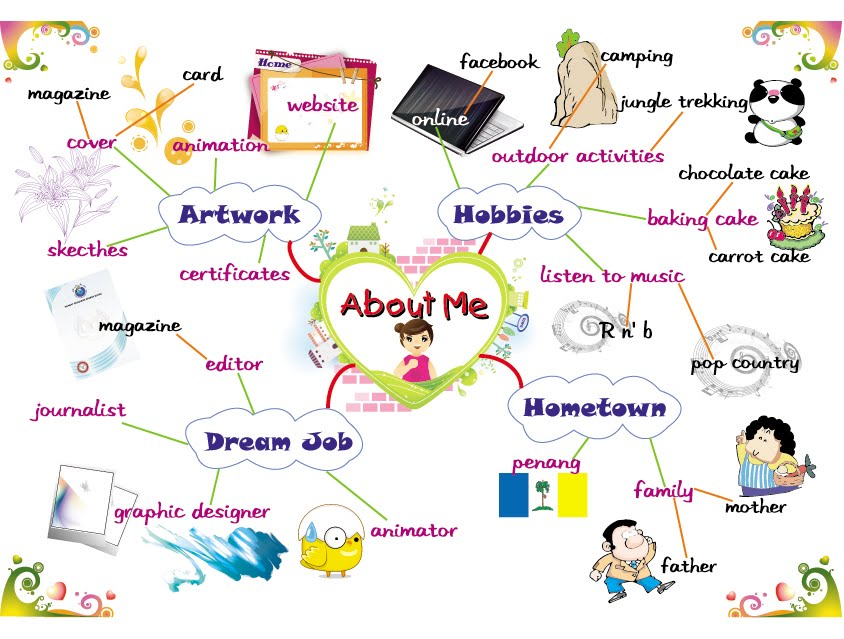 About Me
Artwork
cover
magazine
card
animation
Home
website
skecthes
certificates
Hobbies
online
facebook
outdoor activities
camping
jungle trekking
baking cake
chocolate cake
carrot cake
listen to music
R n' b
pop country
Dream Job
editor
magazine
journalist
graphic designer
animator
Hometown
penang
family
mother
father